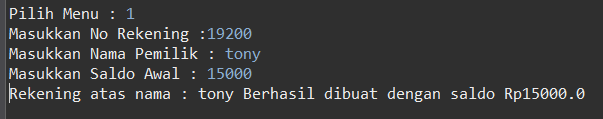 Pilih Menu : 1
Masukkan No Rekening :19200
Masukkan Nama Pemilik : tony
Masukkan Saldo Awal : 15000
Rekening atas nama : tony Berhasil dibuat dengan saldo Rp15000.0